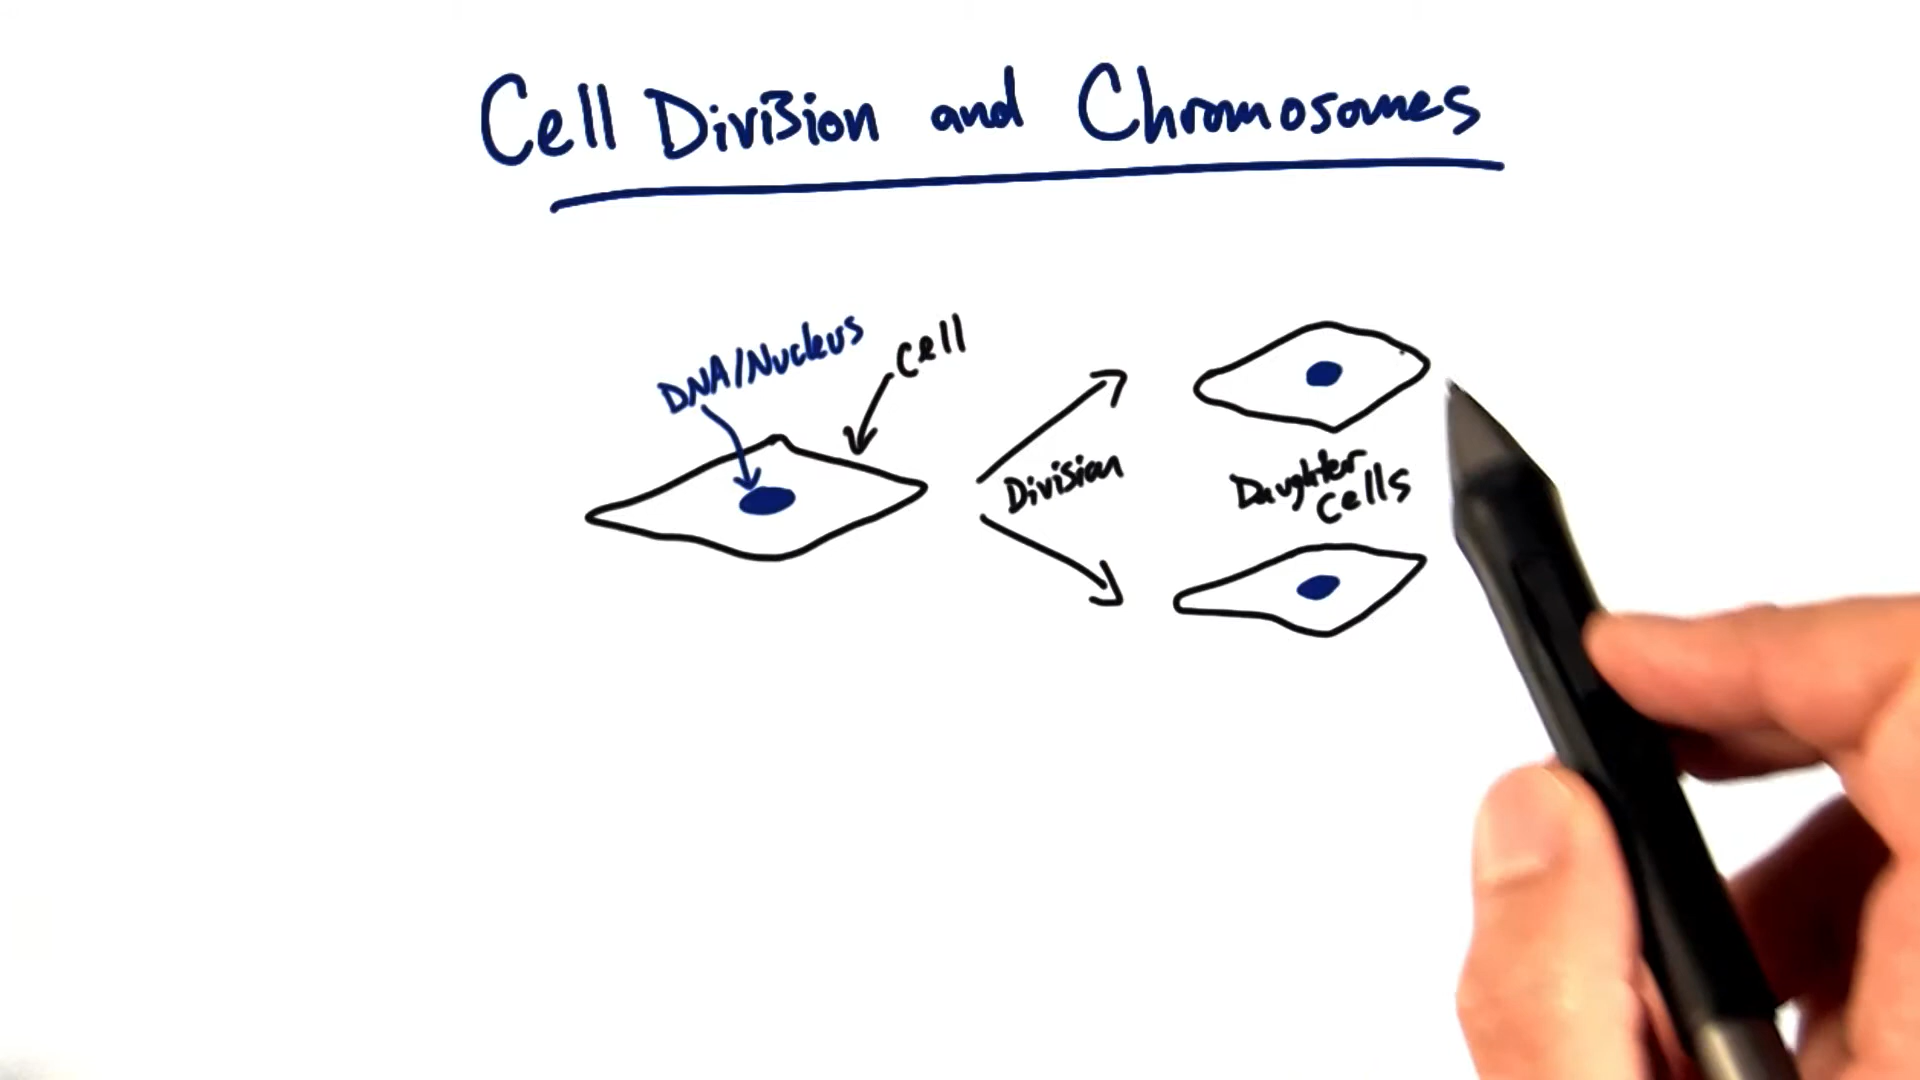 Cell Division and Chromosomes
DNA/Nucleus
Cell
Division
Daughter
Cells